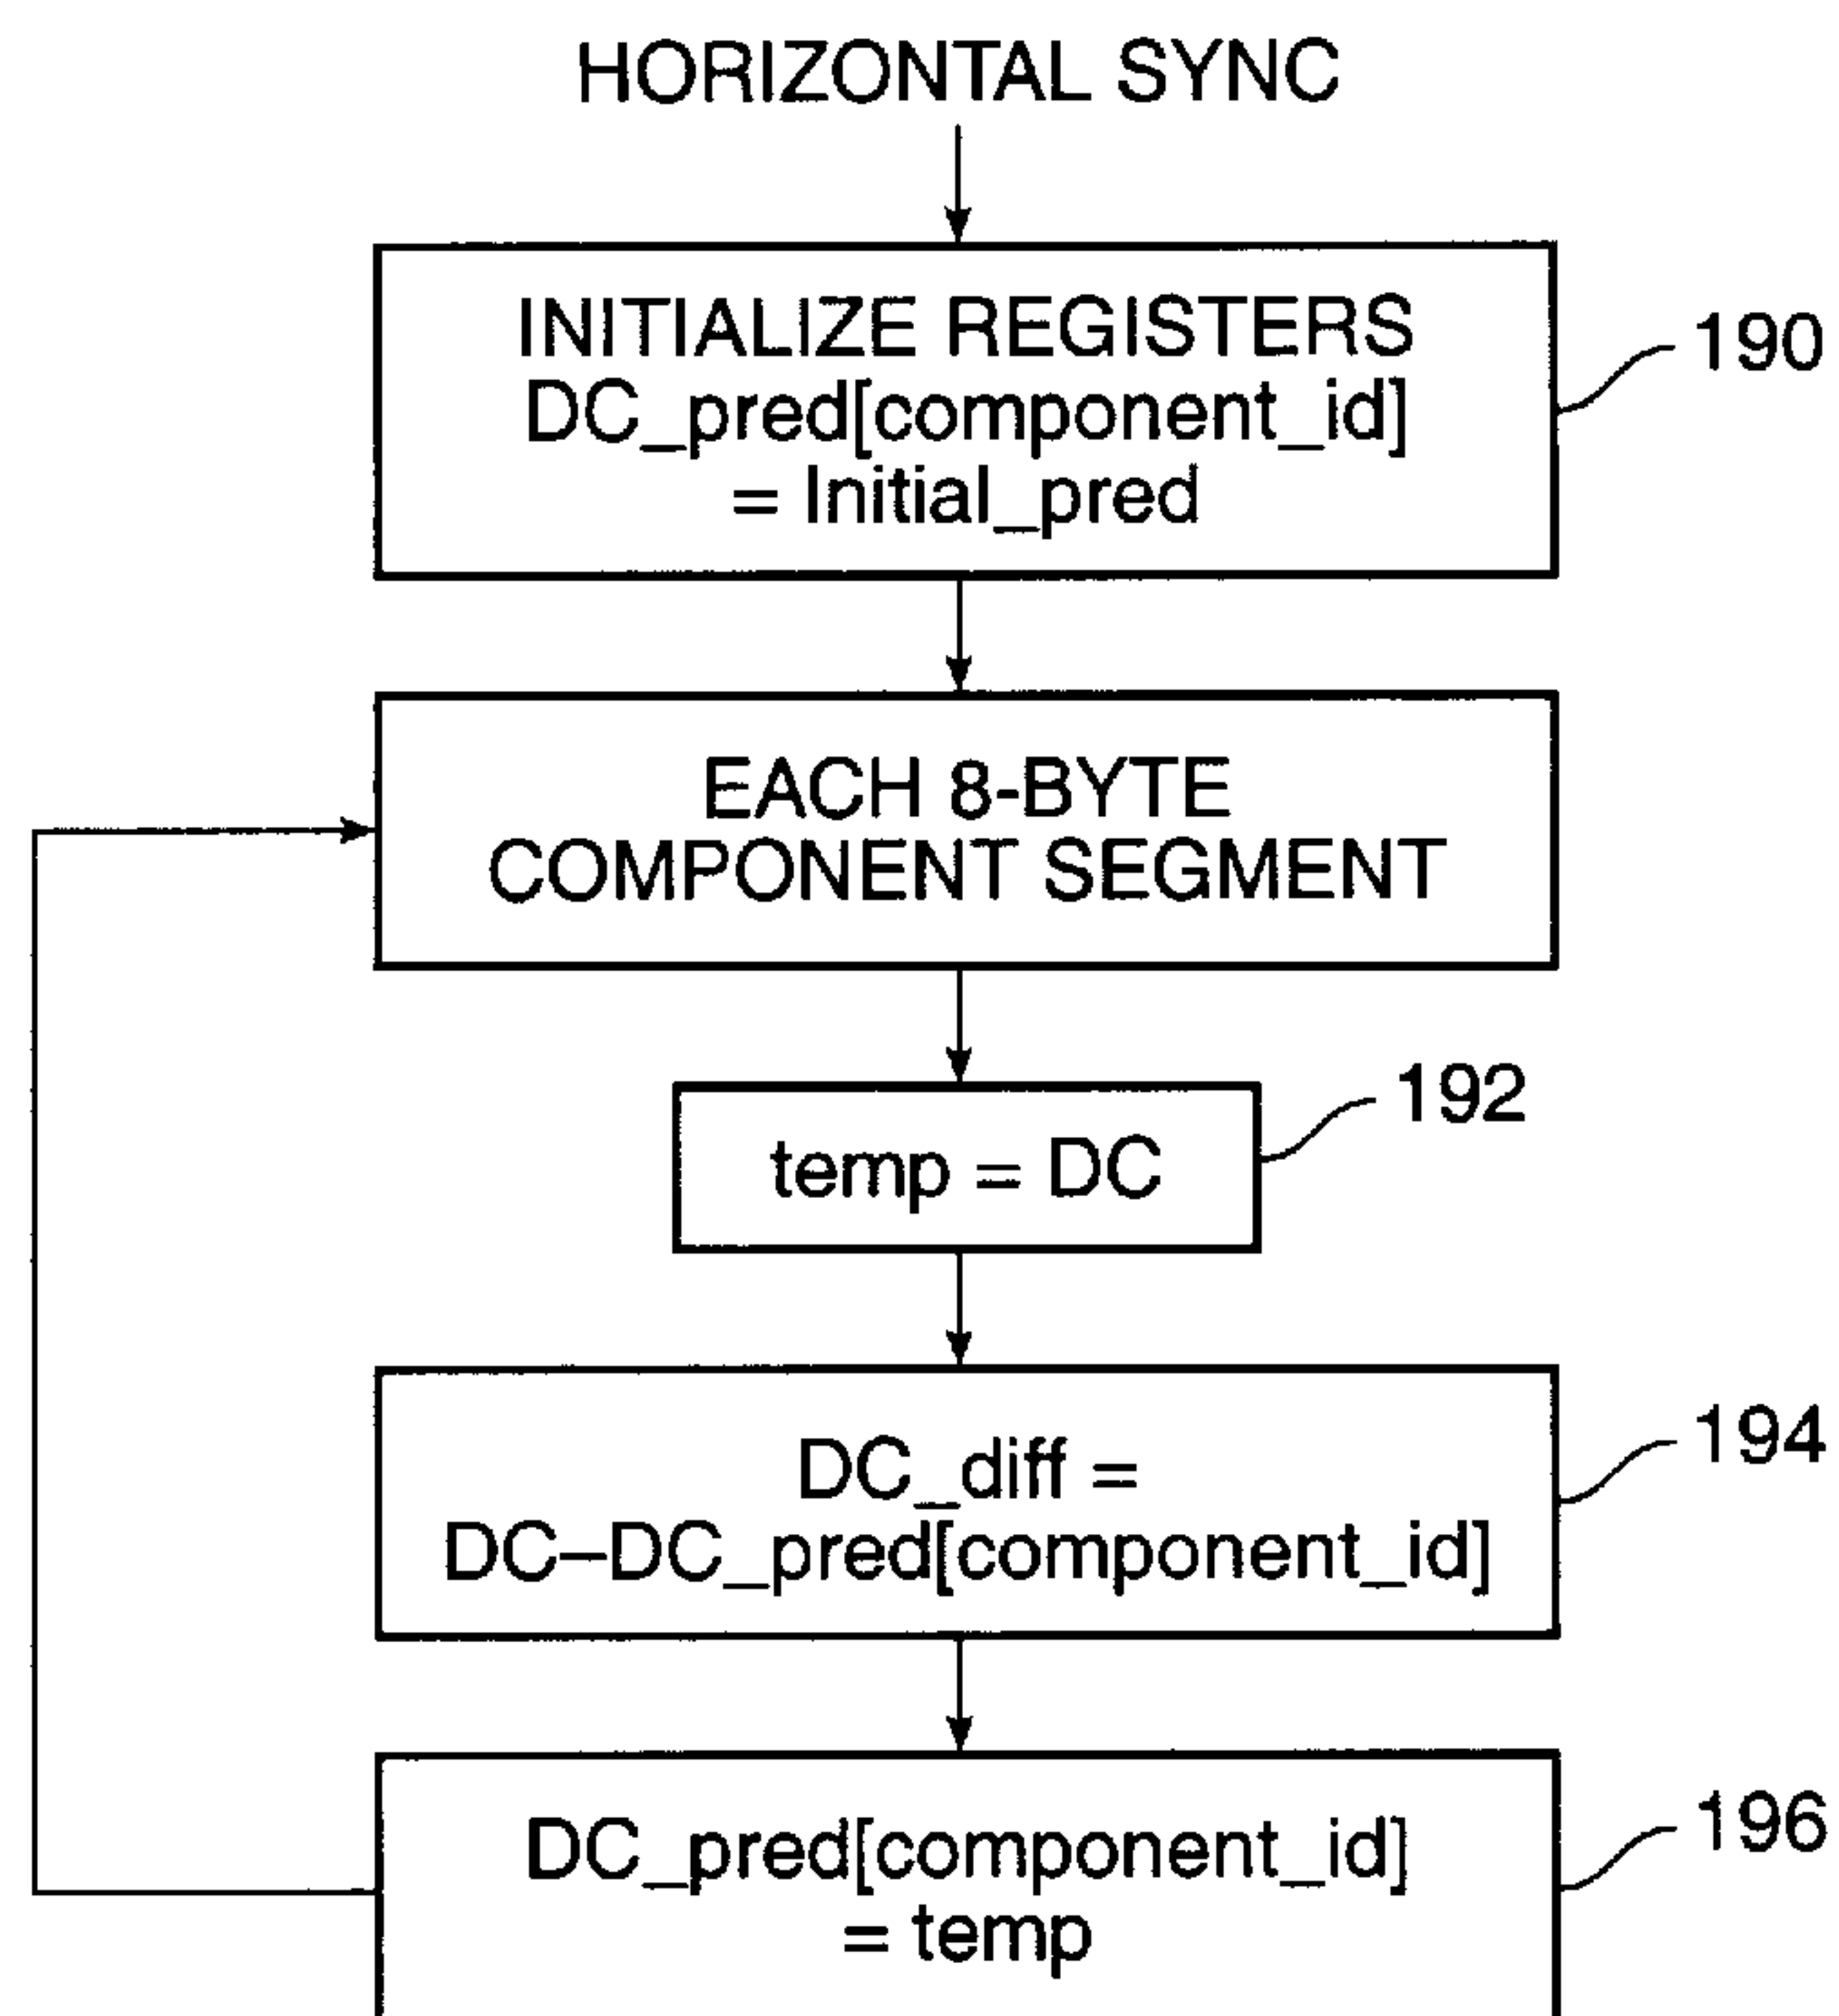 HORIZONTAL SYNC
INITIALIZE REGISTERS
DC_pred[component_id]
= Initial_pred
190
EACH 8-BYTE
COMPONENT SEGMENT
192
temp = DC
194
DC_diff =
DC–DC_pred[component_id]
196
DC_pred[component_id]
= temp